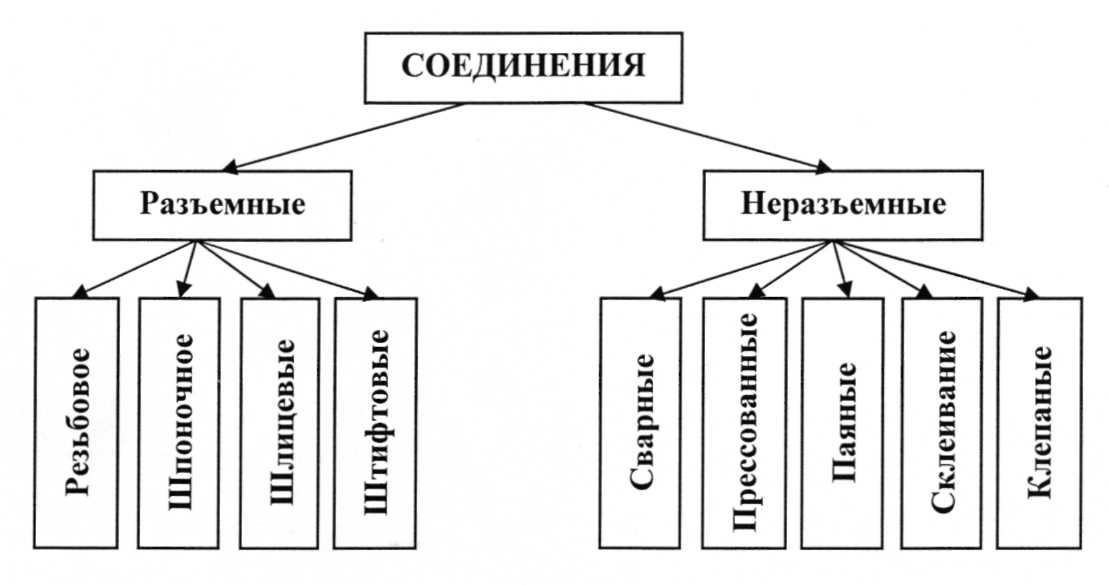 СОЕДИНЕНИЯ
Разъемные
Неразъемные
Резьбовое
Шпоночное
Шлицевые
Штифтовые
Сварные
Прессованные
Паяные
Склеивание
Клепаные